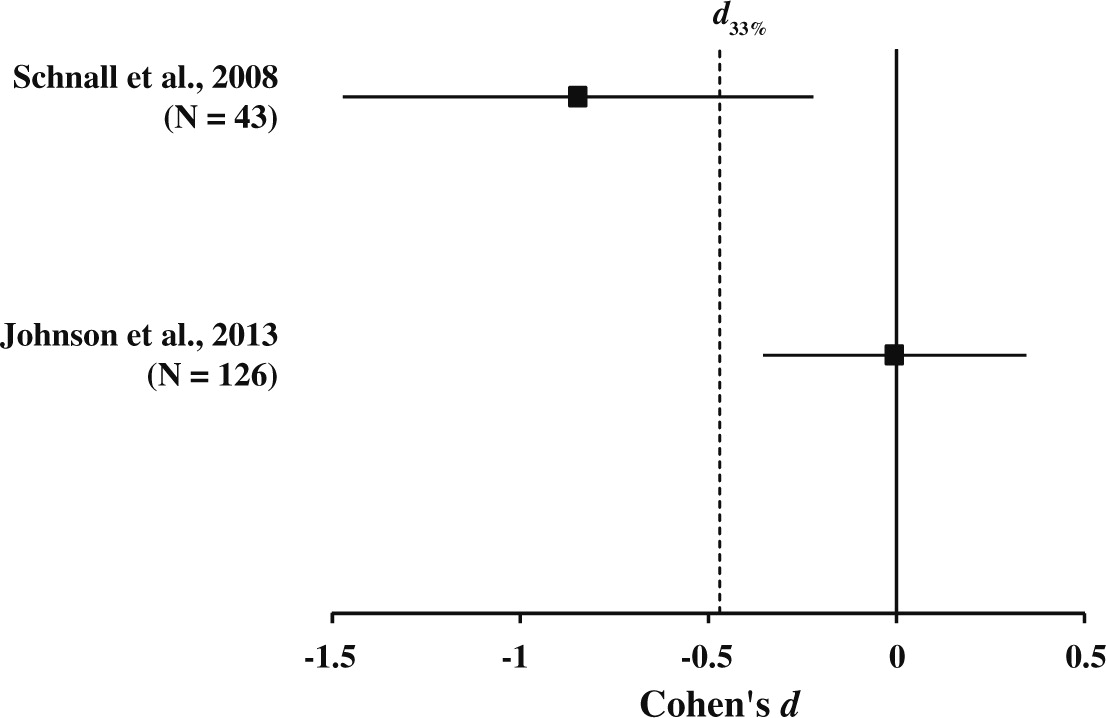 d33%
Schnall et al., 2008
(N = 43)
Johnson et al., 2013
(N = 126)
-1.5 -1 -0.5 0 0.5
Cohen's d